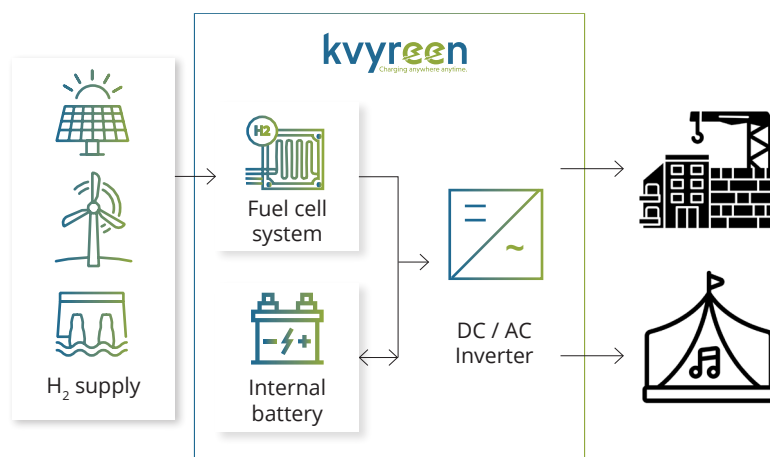 kvyreen
Charging anywhere anytime.
H2
Fuel cell
system
H₂ supply
Internal
battery
DC / AC
Inverter